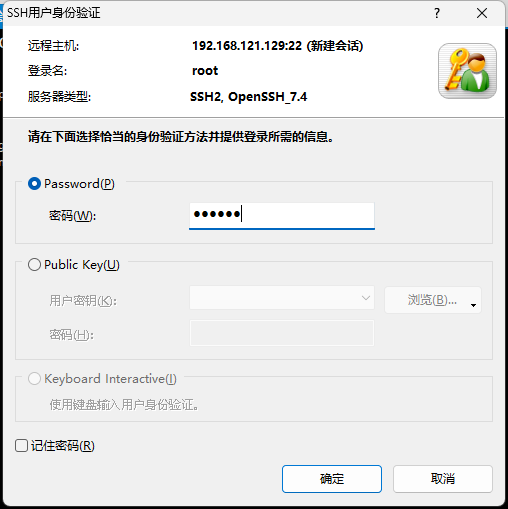 SSH用户身份验证
远程主机: 192.168.121.129:22 (新建会话)
登录名: root
服务器类型: SSH2, OpenSSH_7.4
请在下面选择恰当的身份验证方法并提供登录所需的信息。
Password(P)
密码(W): ●●●●●●
Public Key(U)
用户密钥(K): 浏览(B)...
密码(H):
Keyboard Interactive(I)
使用键盘输入用户身份验证。
记住密码(R)
确定 取消